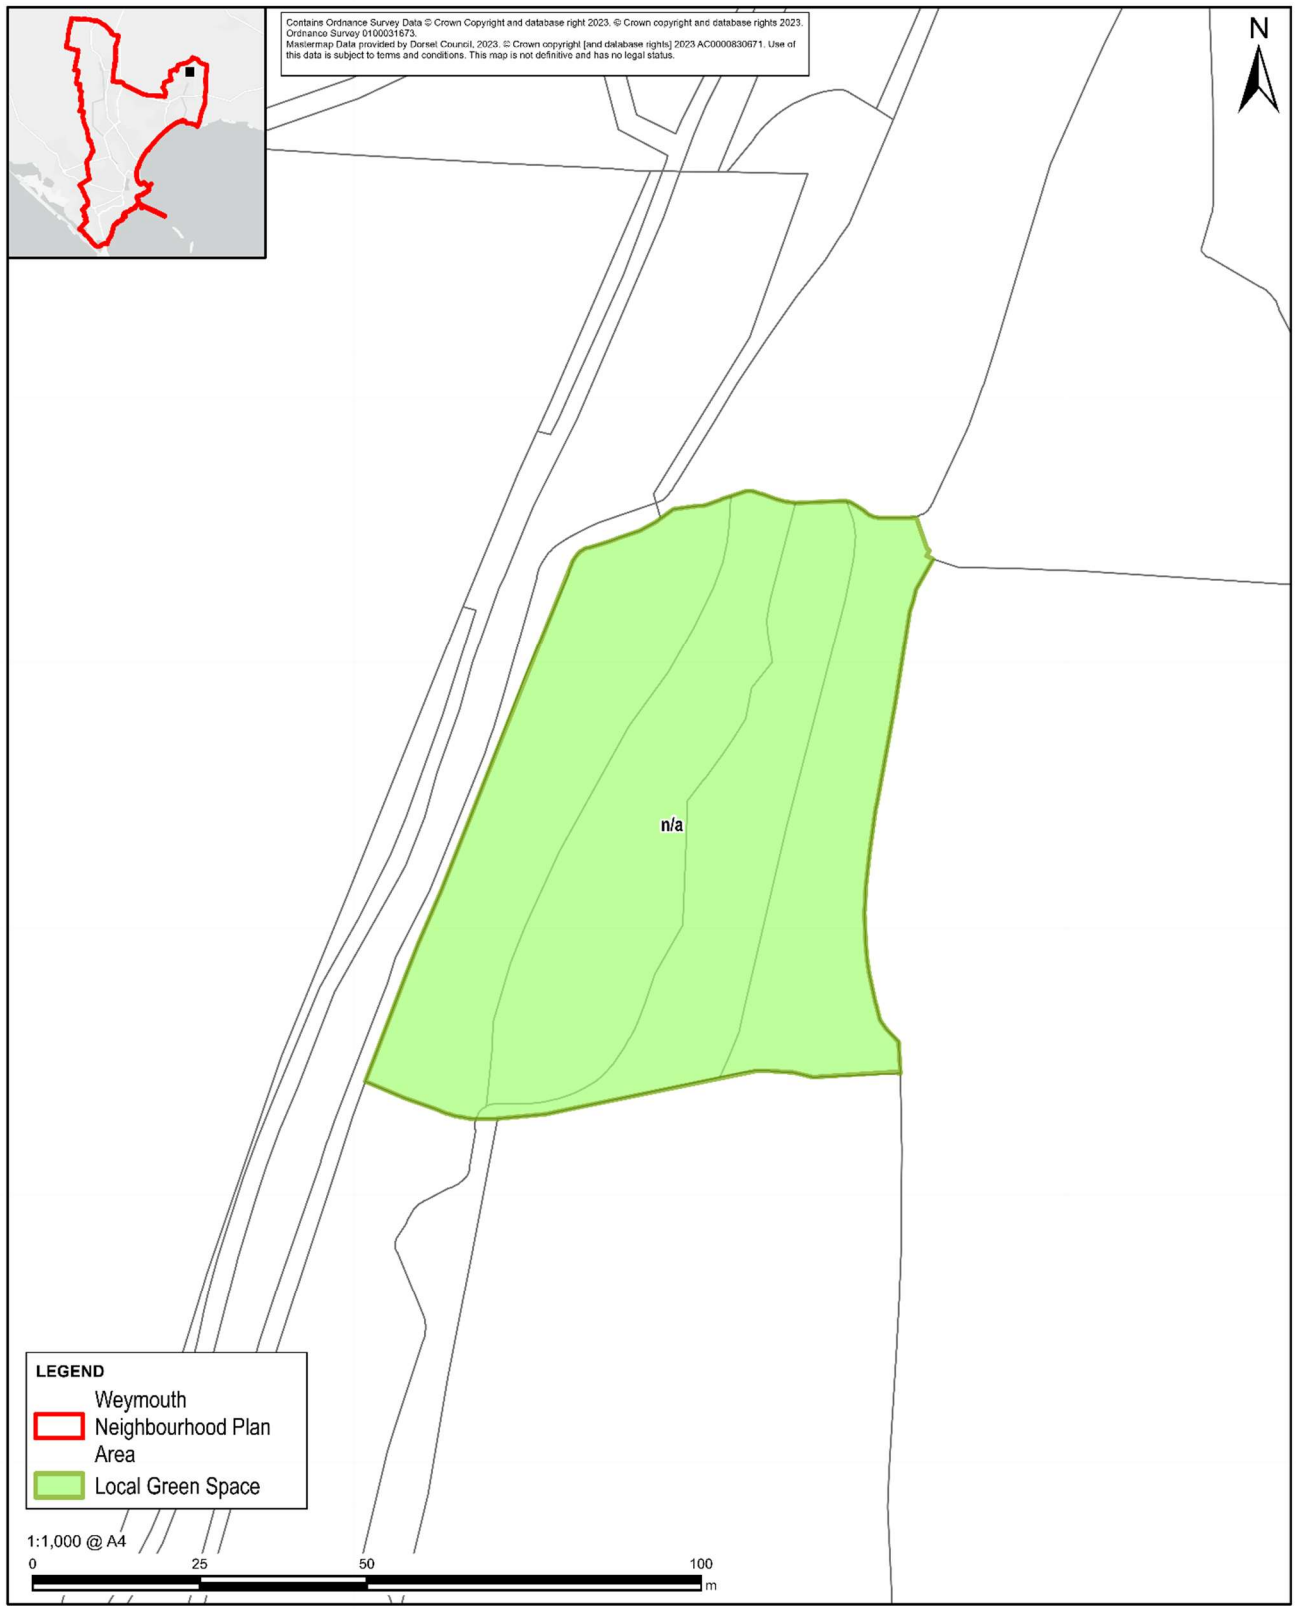 Contains Ordnance Survey Data © Crown Copyright and database right 2023. © Crown copyright and database rights 2023.
Ordnance Survey 0100031673.
Mastermap Data provided by Dorset Council, 2023. © Crown copyright [and database rights] 2023 AC0000830671. Use of
this data is subject to terms and conditions. This map is not definitive and has no legal status.
N
n/a
LEGEND
Weymouth
Neighbourhood Plan
Area
Local Green Space
1:1,000 @ A4
0 25 50 100
m